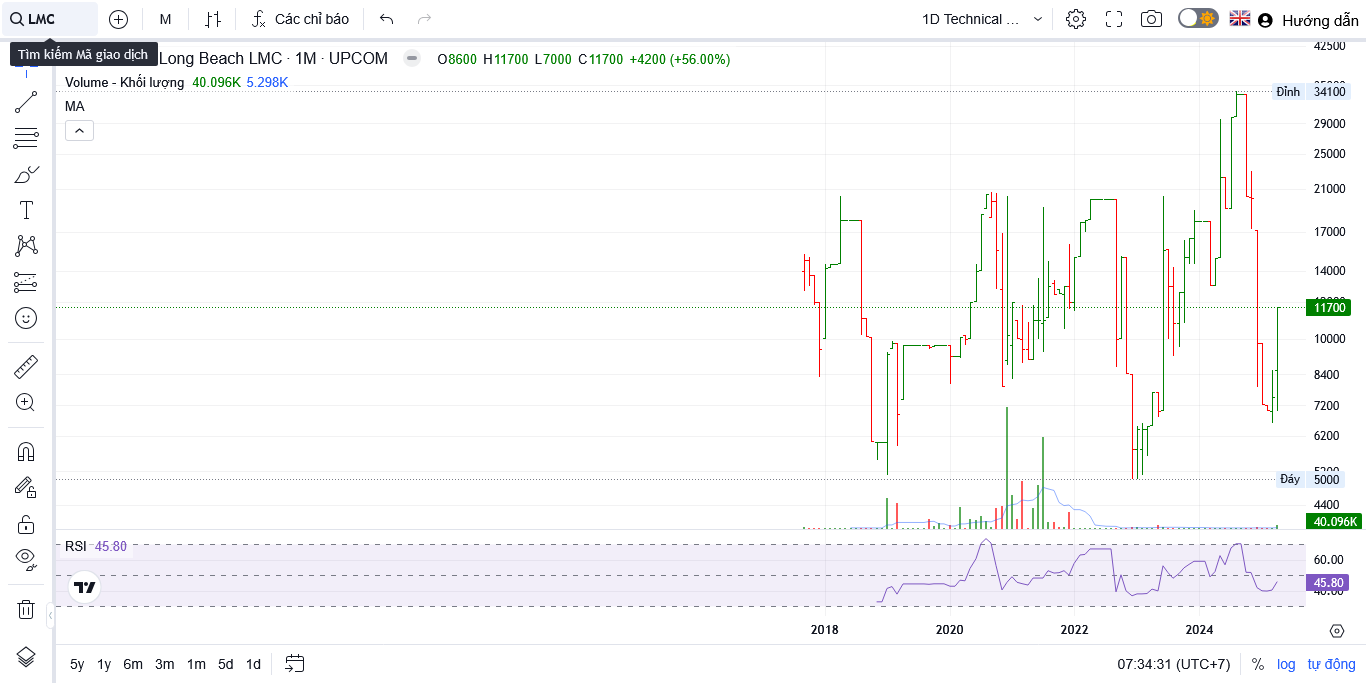 LMC
M
Các chỉ báo
1D Technical ...
Hướng dẫn
Tìm kiếm Mã giao dịch
Long Beach LMC · 1M · UPCOM
O8600 H11700 L7000 C11700 +4200 (+56.00%)
Volume - Khối lượng 40.096K 5.298K
MA
42500
Đỉnh 34100
29000
25000
21000
17000
14000
11700
10000
8400
7200
6200
5200
Đáy 5000
4400
40.096K
RSI 45.80
60.00
45.80
40.00
2018 2020 2022 2024
5y 1y 6m 3m 1m 5d 1d
07:34:31 (UTC+7) % log tự động